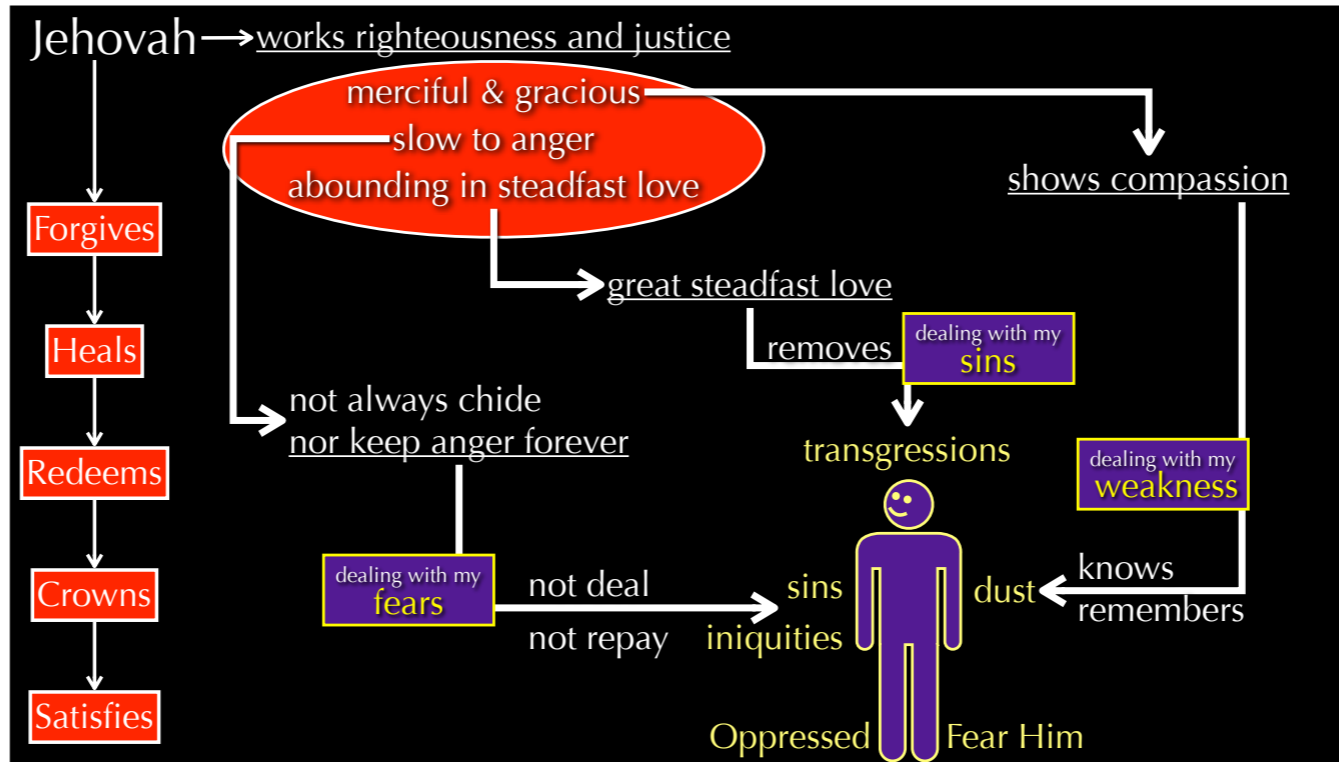 Jehovah
works righteousness and justice
merciful & gracious
slow to anger
abounding in steadfast love
shows compassion
Forgives
great steadfast love
Heals
removes
dealing with my
sins
not always chide
nor keep anger forever
transgressions
Redeems
dealing with my
weakness
dealing with my
fears
not deal
not repay
sins
iniquities
dust
knows
remembers
Crowns
Satisfies
Oppressed
Fear Him